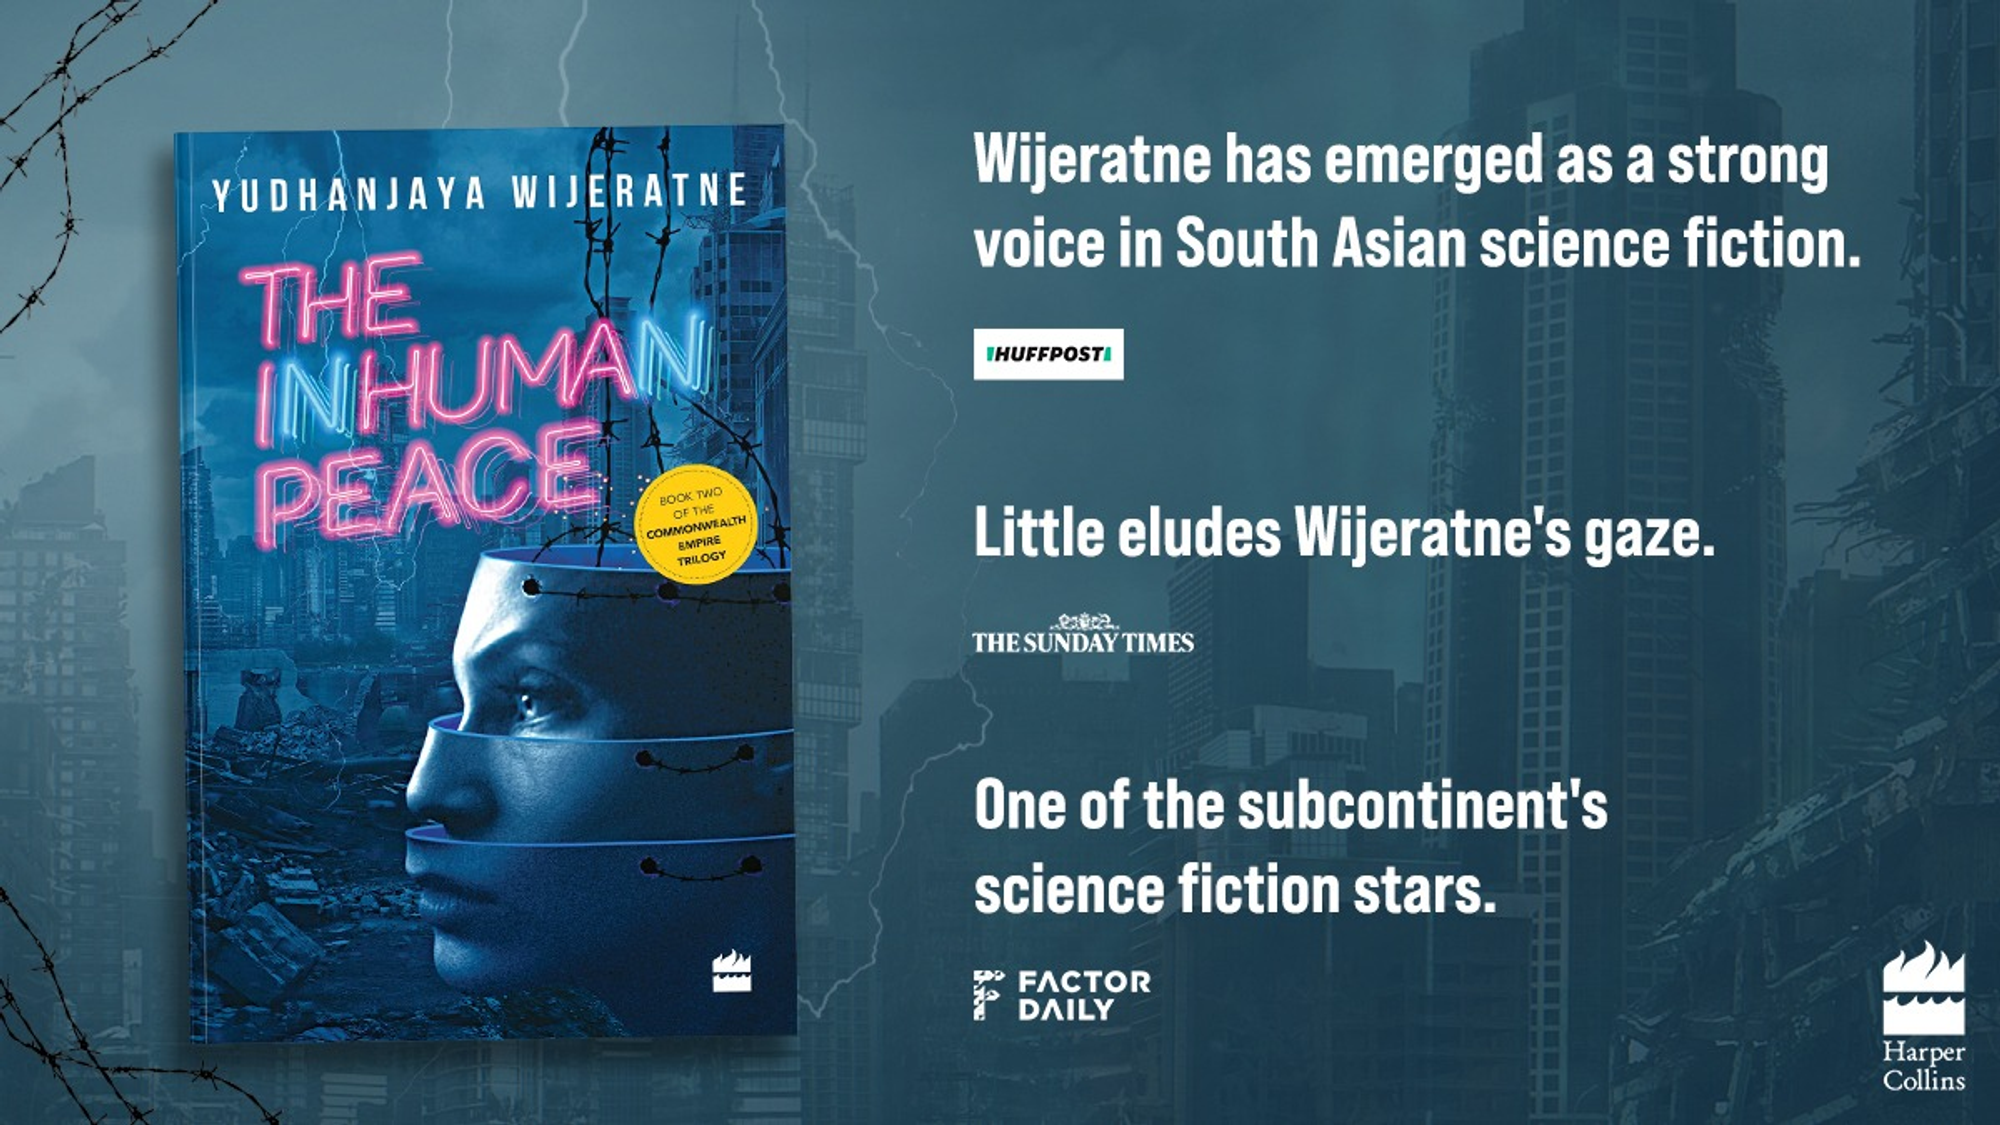 YUDHANJAYA WIJERATNE
THE
INHUMAN
PEACE
BOOK TWO
OF THE
COMMONWEALTH
EMPIRE
TRILOGY
Wijeratne has emerged as a strong
voice in South Asian science fiction.
HUFFPOST
Little eludes Wijeratne's gaze.
THE SUNDAY TIMES
One of the subcontinent's
science fiction stars.
FACTOR
DAILY
Harper
Collins